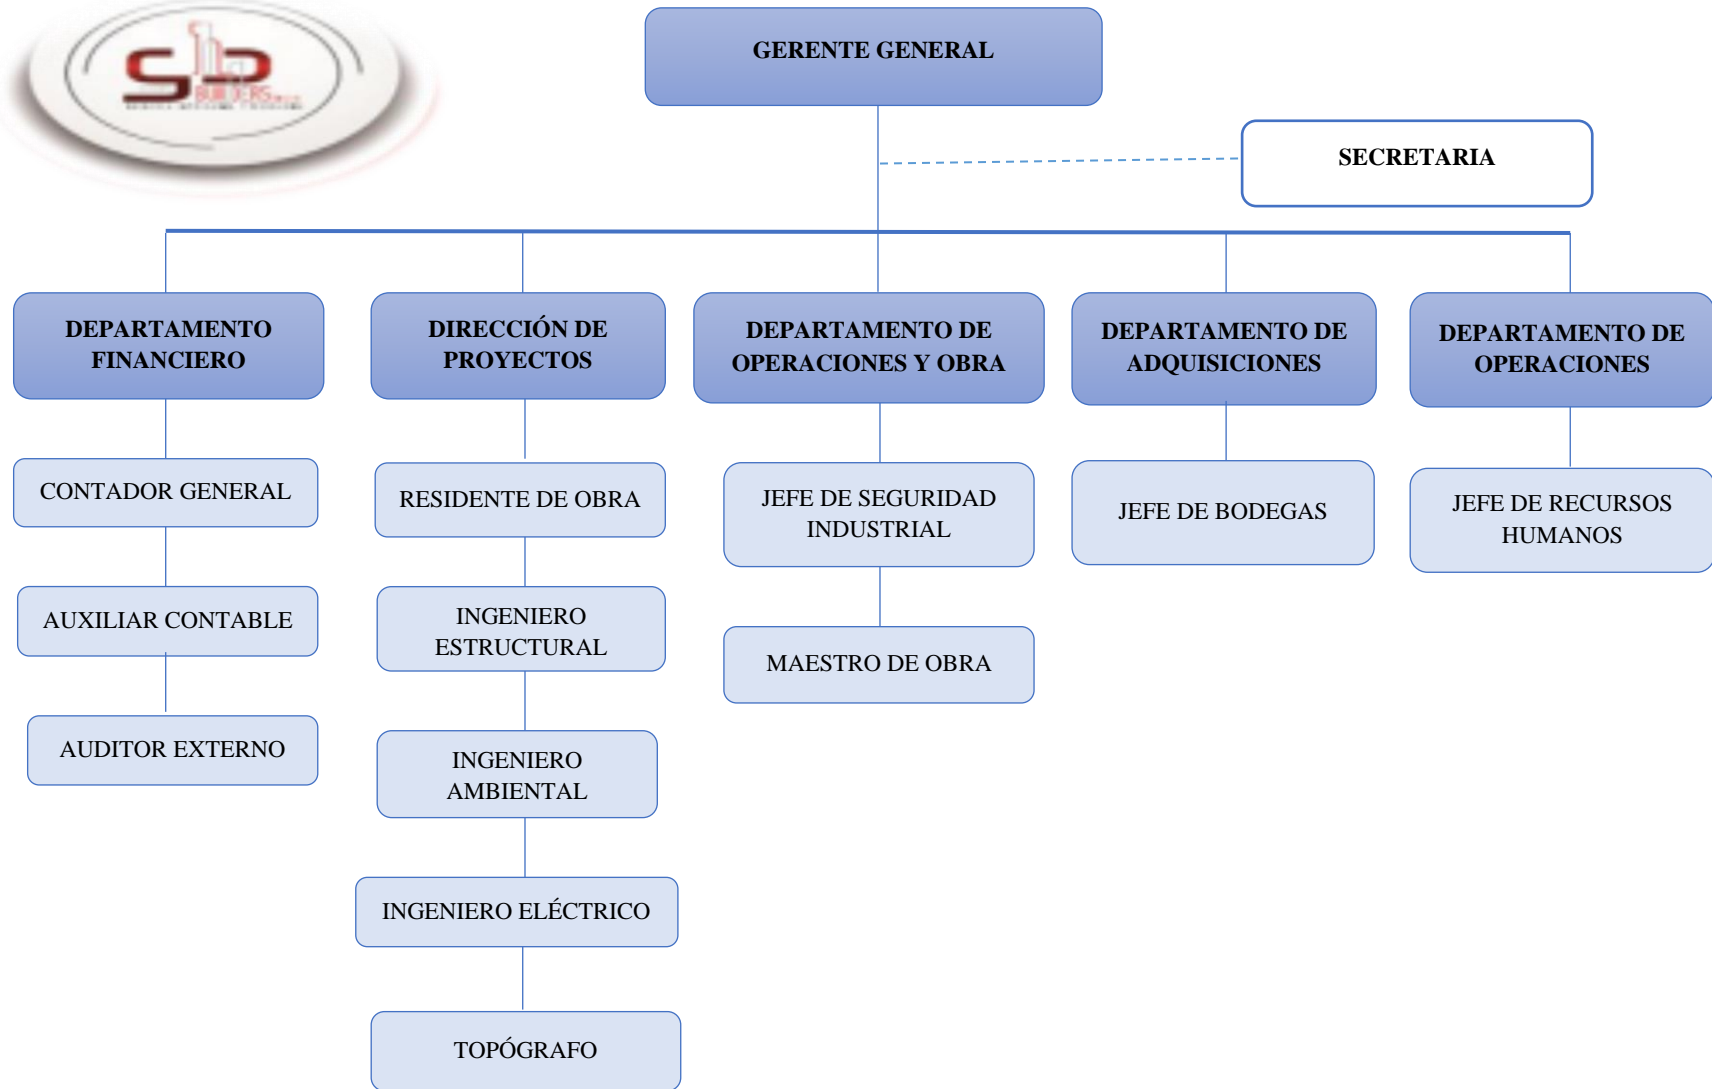 BUILDERS
GERENTE GENERAL
SECRETARIA
DEPARTAMENTO
FINANCIERO
DIRECCIÓN DE
PROYECTOS
DEPARTAMENTO DE
OPERACIONES Y OBRA
DEPARTAMENTO DE
ADQUISICIONES
DEPARTAMENTO DE
OPERACIONES
CONTADOR GENERAL
RESIDENTE DE OBRA
JEFE DE SEGURIDAD
INDUSTRIAL
JEFE DE BODEGAS
JEFE DE RECURSOS
HUMANOS
AUXILIAR CONTABLE
INGENIERO
ESTRUCTURAL
MAESTRO DE OBRA
AUDITOR EXTERNO
INGENIERO
AMBIENTAL
INGENIERO ELÉCTRICO
TOPÓGRAFO